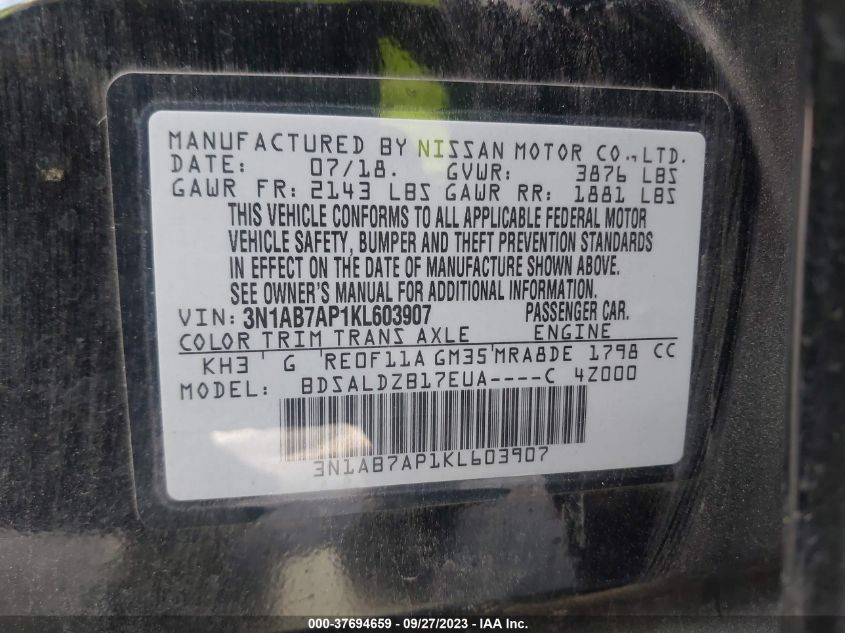 MANUFACTURED BY NISSAN MOTOR CO., LTD.
DATE: 07/18. GVWR: 3876 LBS
GAWR FR: 2143 LBS GAWR RR: 1881 LBS
THIS VEHICLE CONFORMS TO ALL APPLICABLE FEDERAL MOTOR
VEHICLE SAFETY, BUMPER AND THEFT PREVENTION STANDARDS
IN EFFECT ON THE DATE OF MANUFACTURE SHOWN ABOVE.
SEE OWNER'S MANUAL FOR ADDITIONAL INFORMATION.
VIN: 3N1AB7AP1KL603907 PASSENGER CAR.
COLOR TRIM TRANS AXLE ENGINE
KH3 ' G 'RE0F11A GM35'MRA8DE 1798 CC
MODEL: BDSALDZB17EUA----C 4Z000
3N1AB7AP1KL603907
000-37694659 - 09/27/2023 - IAAI.com.